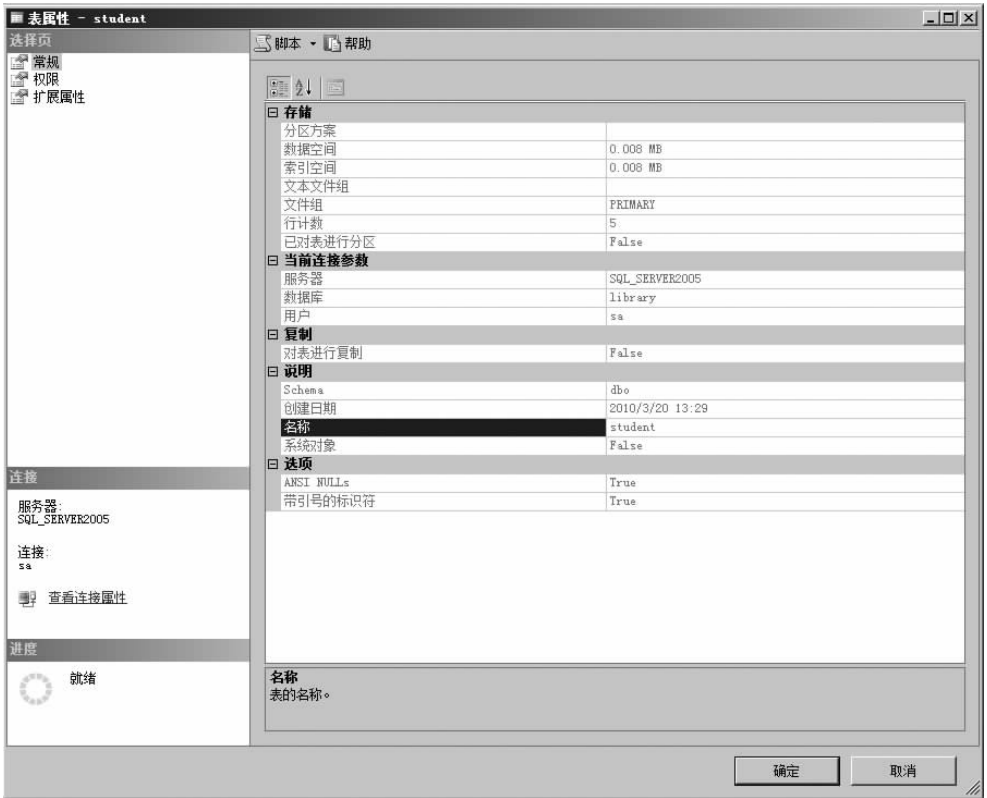 表属性 - student
选择页
常规
权限
扩展属性
脚本 帮助
存储
分区方案
数据空间 0.008 MB
索引空间 0.008 MB
文本文件组
文件组 PRIMARY
行计数 5
已对表进行分区 False
当前连接参数
服务器 SQL_SERVER2005
数据库 library
用户 sa
复制
对表进行复制 False
说明
Schema dbo
创建日期 2010/3/20 13:29
名称 student
系统对象 False
选项
ANSI NULLs True
带引号的标识符 True
连接
服务器:
SQL_SERVER2005
连接:
sa
查看连接属性
进度
就绪
名称
表的名称。
确定 取消